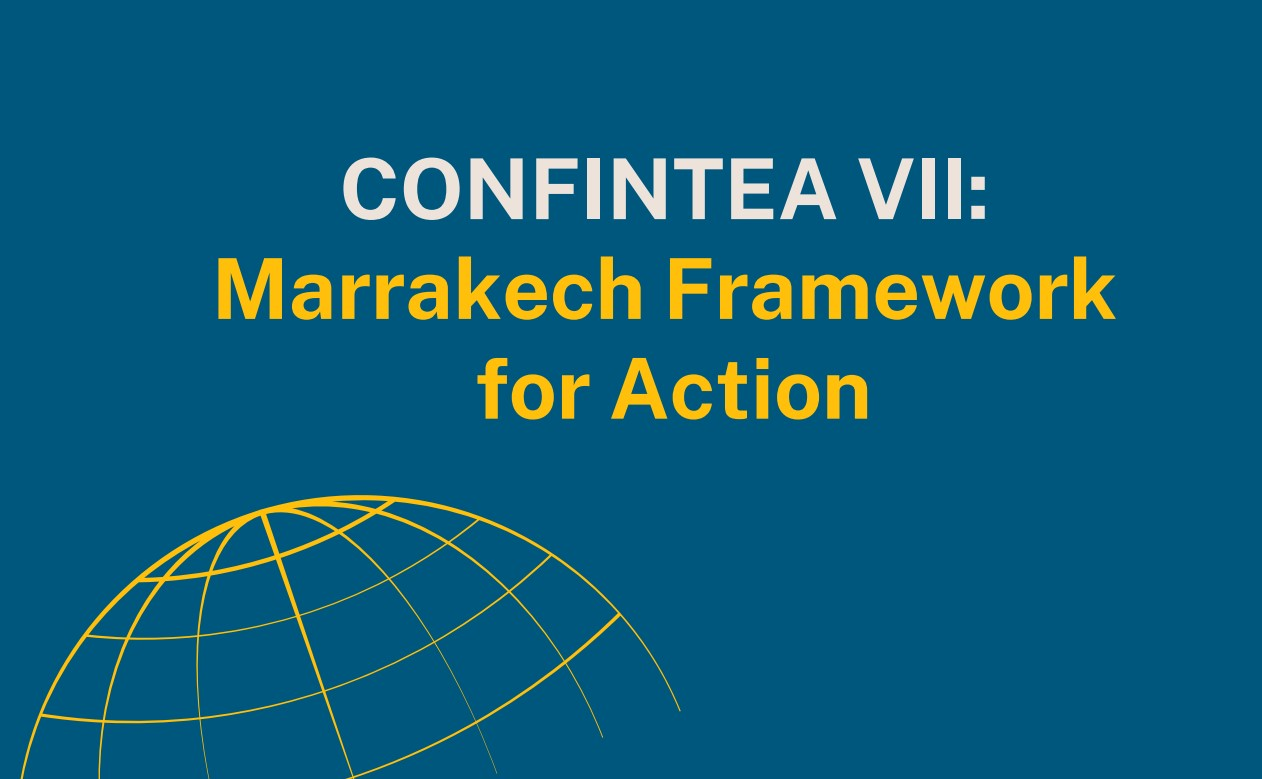 CONFINTEA VII:
Marrakech Framework
for Action